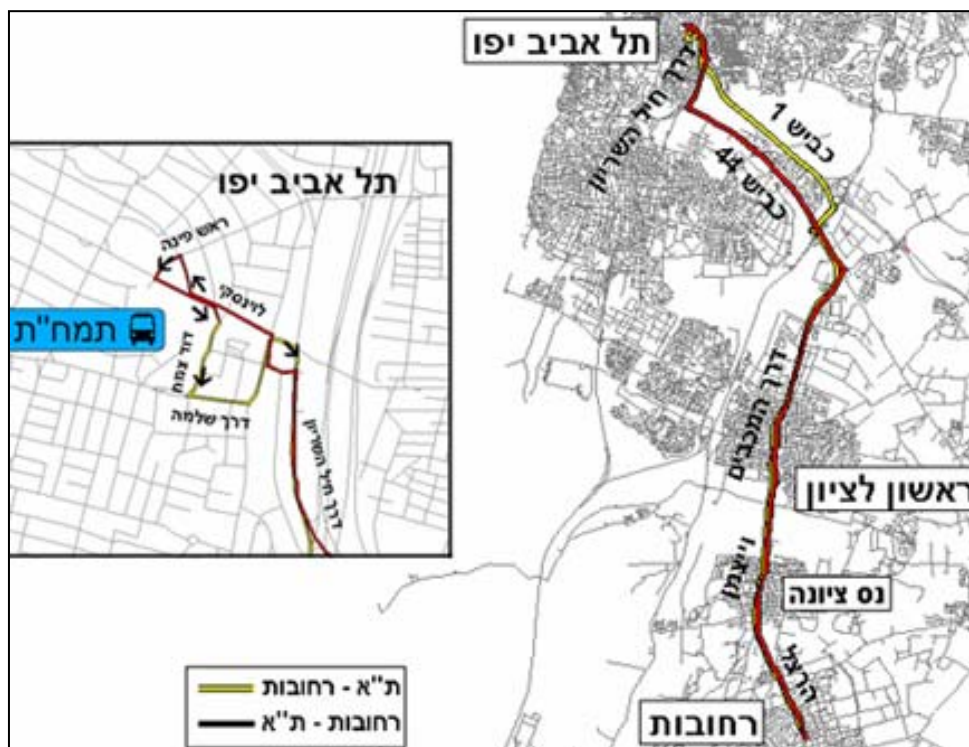 תל אביב יפו
דרך חיל השריון
כביש 1
כביש 44
תל אביב יפו
ראש פינה
לוינסקי
תמח"ת
דוד צמח
דרך שלמה
דרך חיל השריון
דרך המכבים
ראשון לציון
ויצמן
נס ציונה
הרצל
רחובות
ת"א - רחובות
רחובות - ת"א